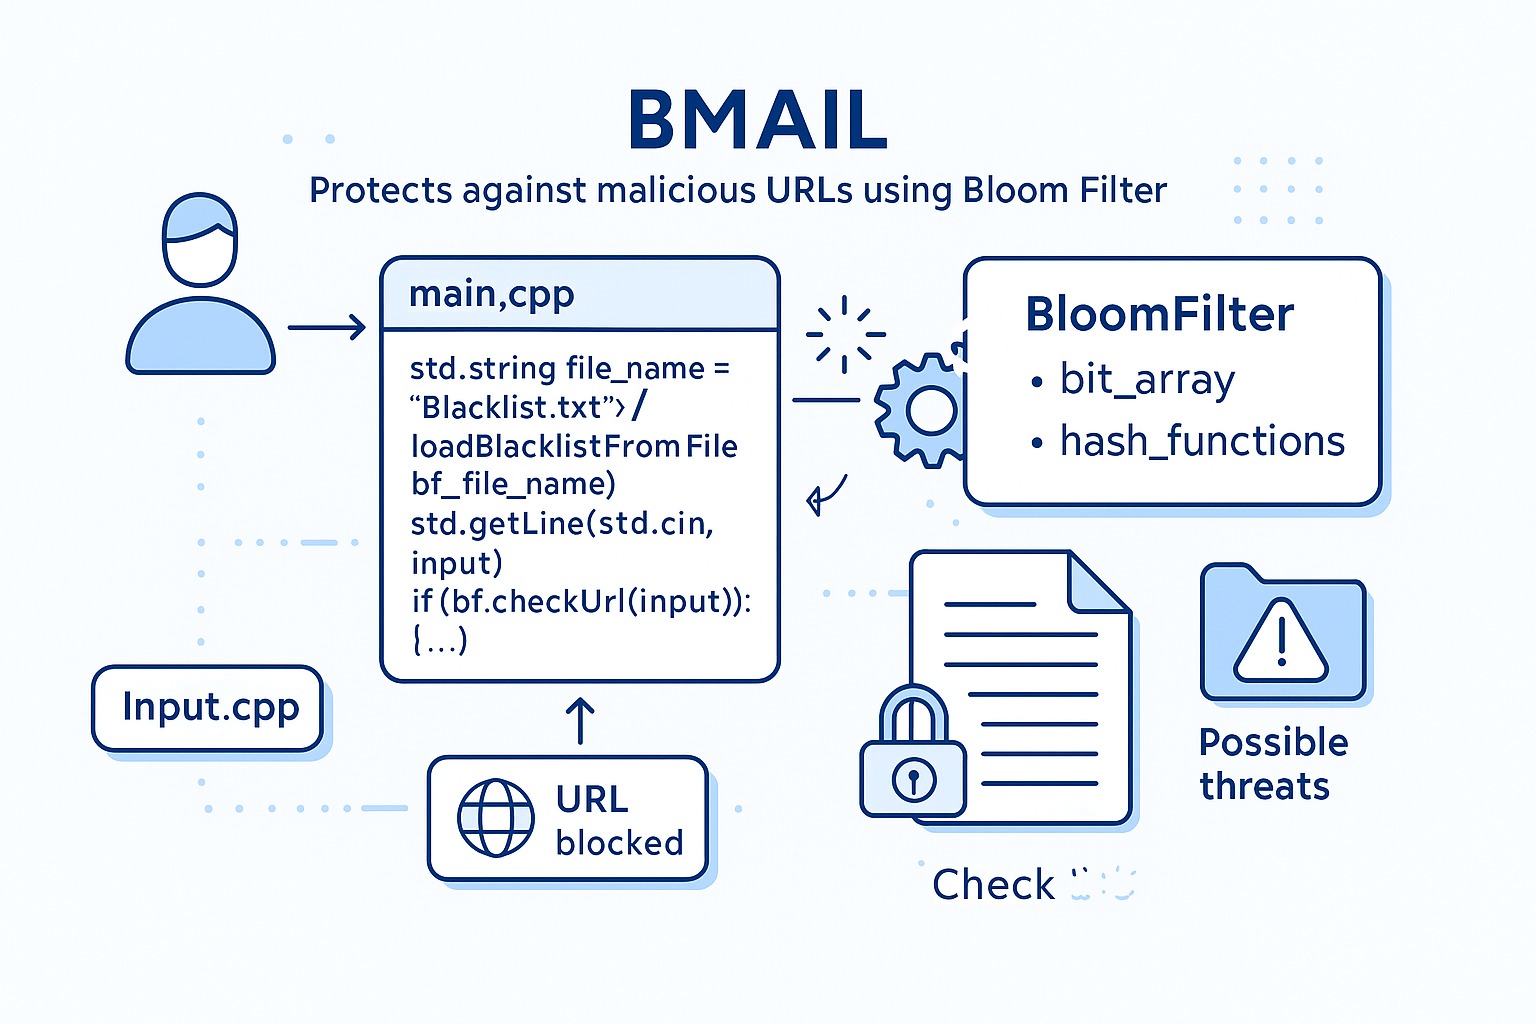 BMAIL
Protects against malicious URLs using Bloom Filter
main,cpp
std.string file_name =
“Blacklist.txt”›/
loadBlacklistFrom File
bf_file_name)
std.getLine(std.cin,
input)
if (bf.checkUrl(input)):
{...)
BloomFilter
• bit_array
• hash_functions
Input.cpp
URL
blocked
Possible
threats
Check